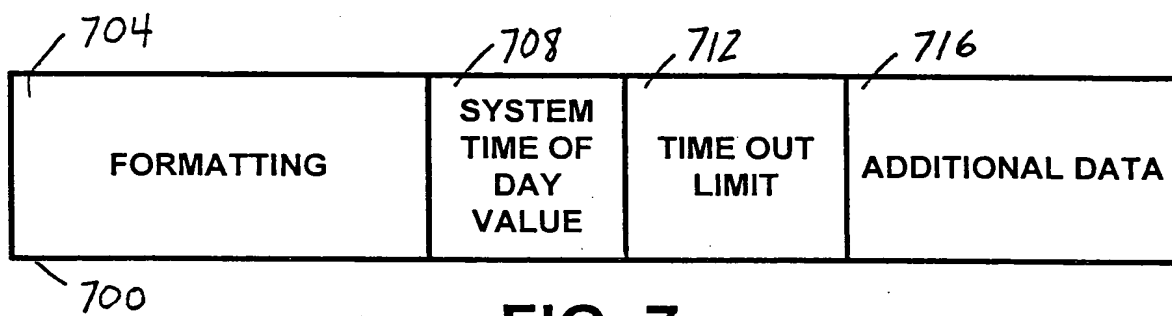 704
708
712
716
FORMATTING
SYSTEM
TIME OF
DAY
VALUE
TIME OUT
LIMIT
ADDITIONAL DATA
700
FIG. 7